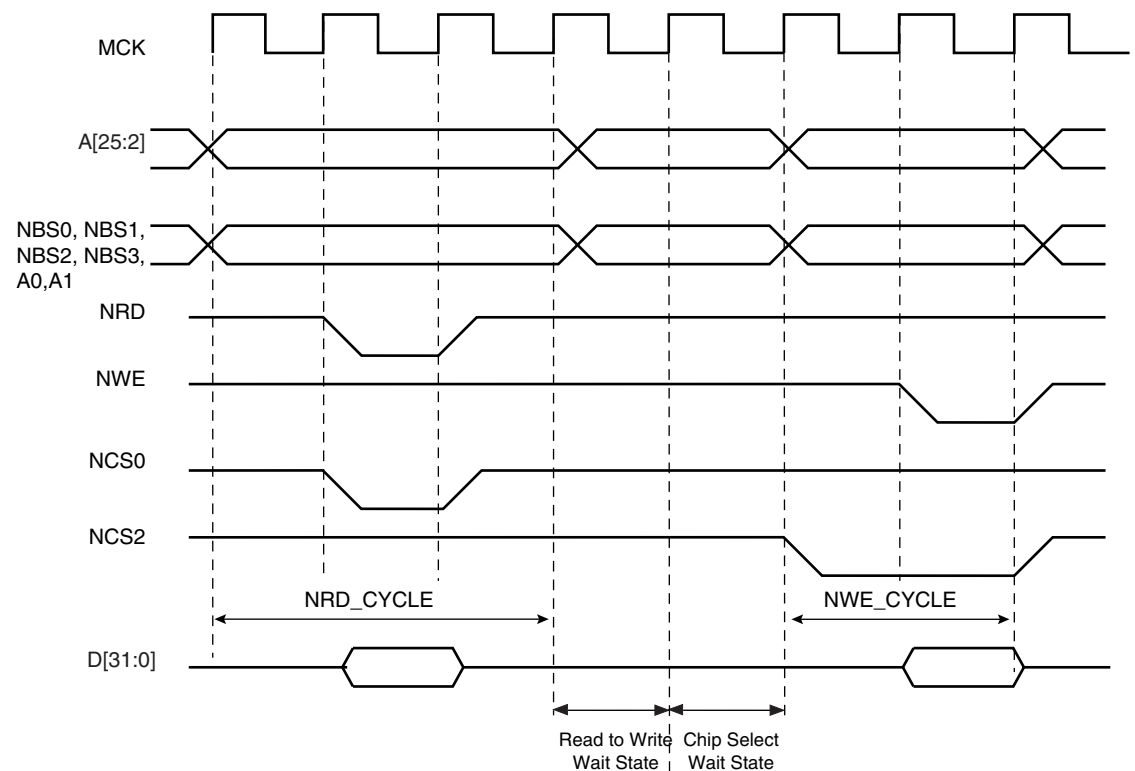 MCK
A[25:2]
NBS0, NBS1,
NBS2, NBS3,
A0,A1
NRD
NWE
NCS0
NCS2
NRD_CYCLE
NWE_CYCLE
D[31:0]
Read to Write
Wait State
Chip Select
Wait State